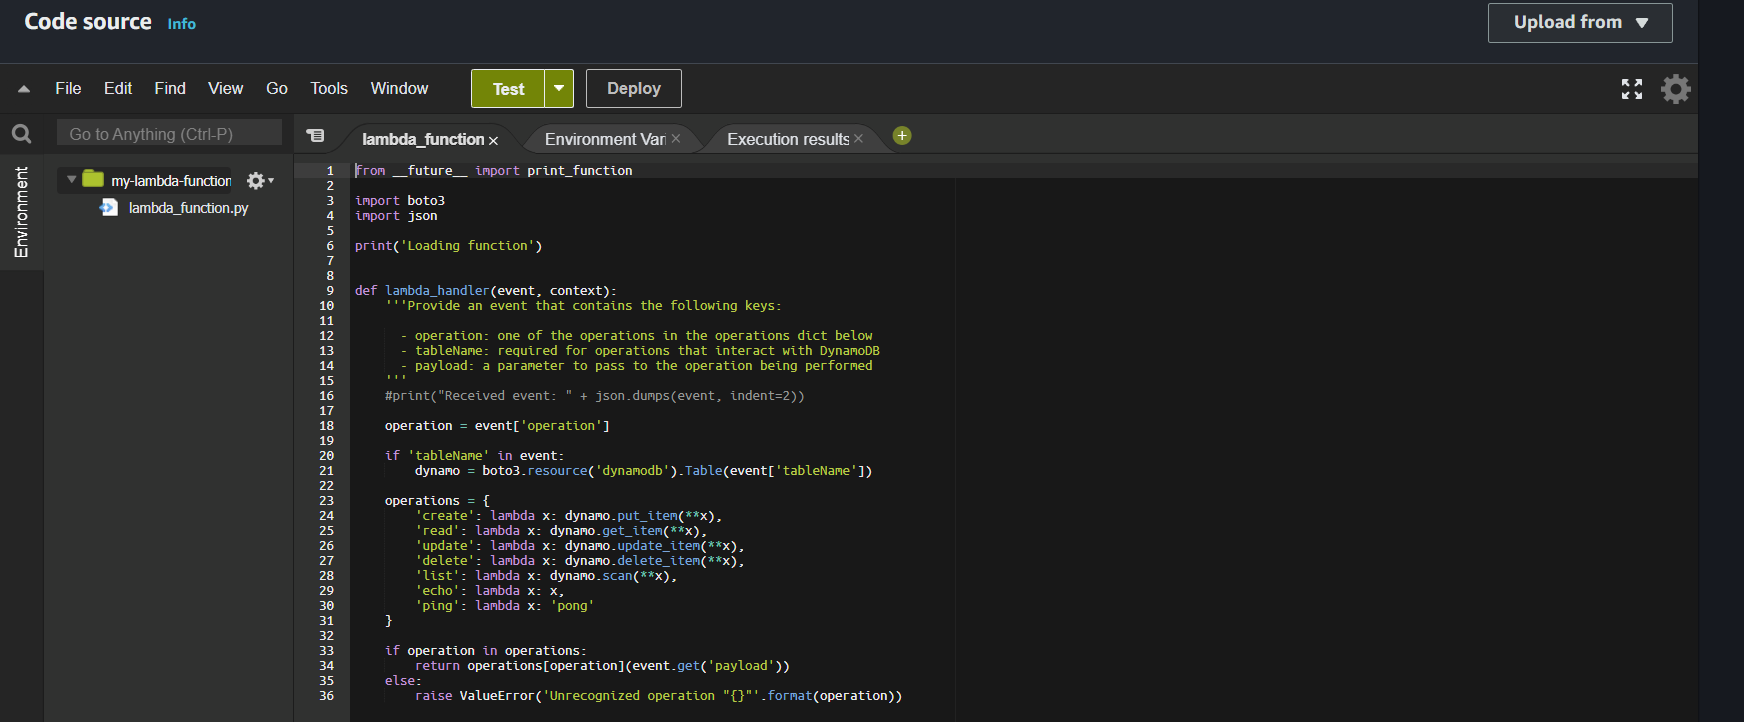 Code source Info
Upload from
File Edit Find View Go Tools Window Test Deploy
Go to Anything (Ctrl-P)
lambda_function Environment Vari Execution results
Environment
my-lambda-function
lambda_function.py
1 from __future__ import print_function
2
3 import boto3
4 import json
5
6 print('Loading function')
7
8
9 def lambda_handler(event, context):
10     '''Provide an event that contains the following keys:
11
12       - operation: one of the operations in the operations dict below
13       - tableName: required for operations that interact with DynamoDB
14       - payload: a parameter to pass to the operation being performed
15     '''
16     #print("Received event: " + json.dumps(event, indent=2))
17
18     operation = event['operation']
19
20     if 'tableName' in event:
21         dynamo = boto3.resource('dynamodb').Table(event['tableName'])
22
23     operations = {
24         'create': lambda x: dynamo.put_item(**x),
25         'read': lambda x: dynamo.get_item(**x),
26         'update': lambda x: dynamo.update_item(**x),
27         'delete': lambda x: dynamo.delete_item(**x),
28         'list': lambda x: dynamo.scan(**x),
29         'echo': lambda x: x,
30         'ping': lambda x: 'pong'
31     }
32
33     if operation in operations:
34         return operations[operation](event.get('payload'))
35     else:
36         raise ValueError('Unrecognized operation "{}"'.format(operation))